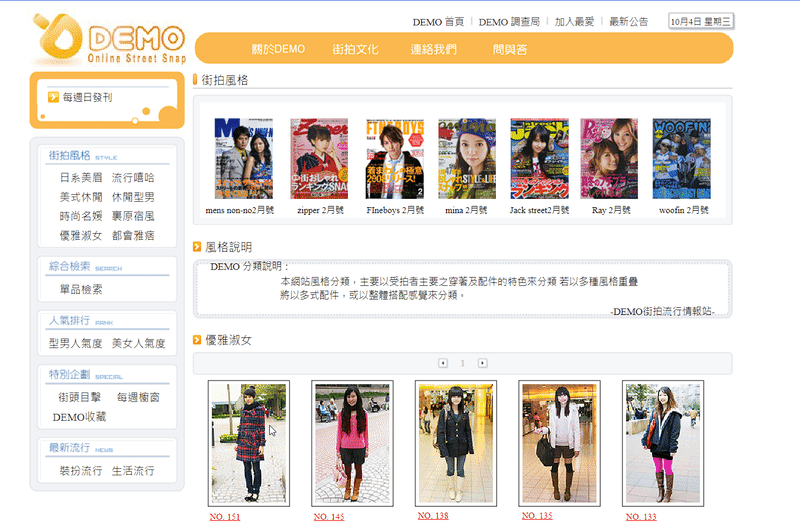 DEMO
Online Street Snap
DEMO 首頁 | DEMO 調查局 | 加入最愛 | 最新公告
10月4日 星期三
關於DEMO 街拍文化 連絡我們 問與答
每週日發刊
街拍風格 STYLE
日系美眉 流行嘻哈
美式休閒 休閒型男
時尚名媛 裏原宿風
優雅淑女 都會雅痞
綜合檢索 SEARCH
單品檢索
人氣排行 RANK
型男人氣度 美女人氣度
特別企劃 SPECIAL
街頭目擊 每週櫥窗
DEMO收藏
最新流行 NEWS
裝扮流行 生活流行
街拍風格
mens non-no2月號 zipper 2月號 FIneboys 2月號 mina 2月號 Jack street2月號 Ray 2月號 woofin 2月號
風格說明
DEMO 分類說明：
本網站風格分類，主要以受拍者主要之穿著及配件的特色來分類 若以多種風格重疊
將以多式配件，或以整體搭配感覺來分類。
-DEMO街拍流行情報站-
優雅淑女
1
NO. 151 NO. 145 NO. 138 NO. 135 NO. 133